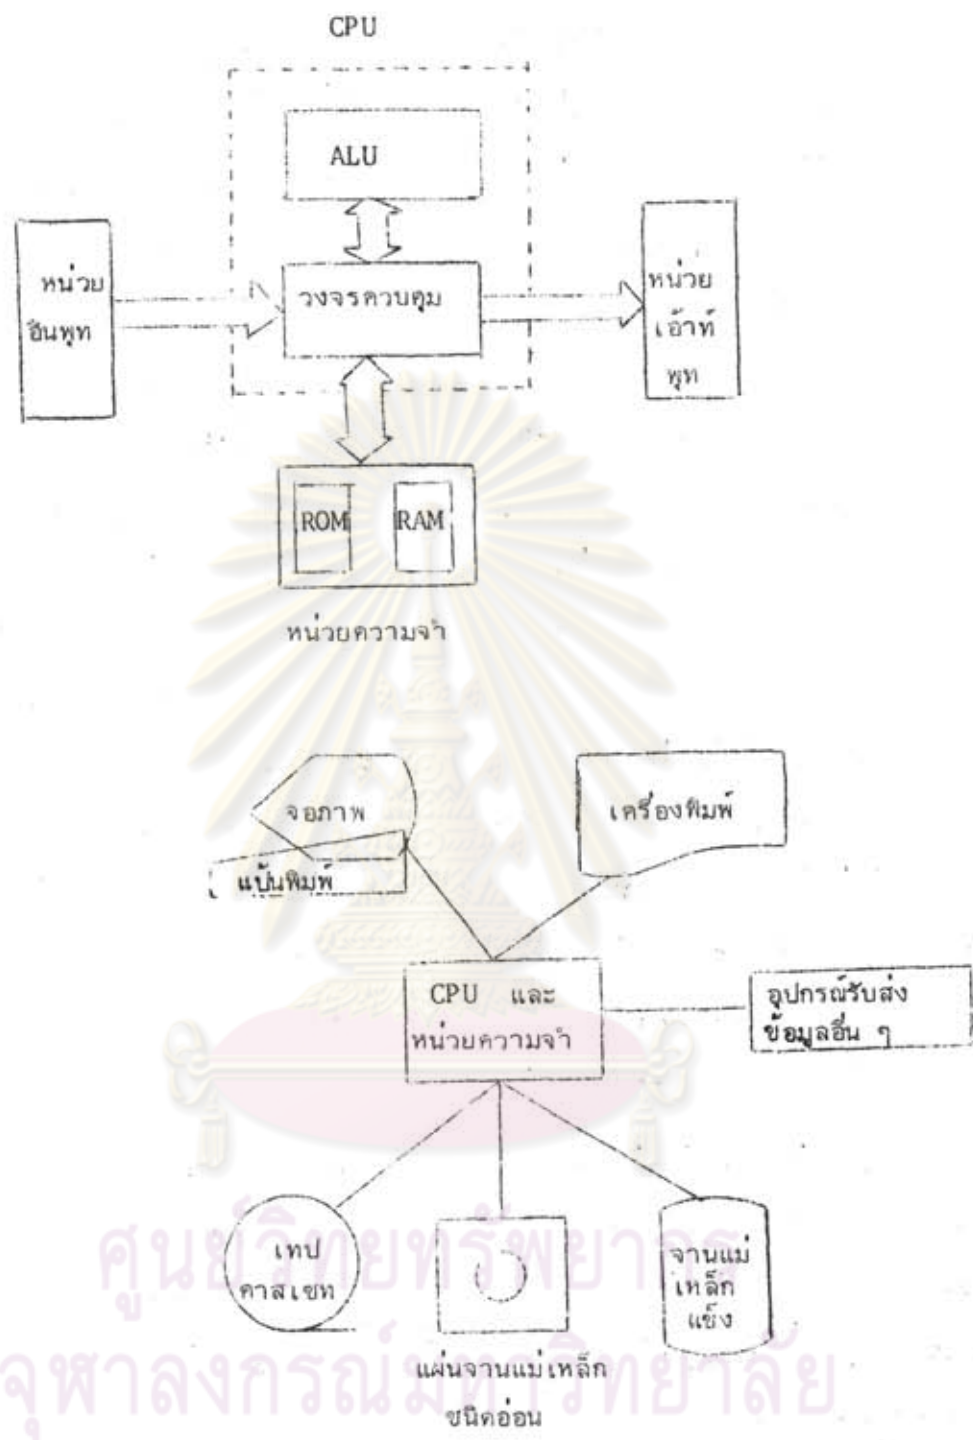 CPU
ALU
หน่วย
อินพุท
วงจรควบคุม
หน่วย
เอ้าท์
พุท
ROM
RAM
หน่วยความจำ
จอภาพ
แป้นพิมพ์
เครื่องพิมพ์
CPU และ
หน่วยความจำ
อุปกรณ์รับส่ง
ข้อมูลอื่น ๆ
เทป
คาสเซท
แผ่นจานแม่เหล็ก
ชนิดอ่อน
จานแม่
เหล็ก
แข็ง
ศูนย์วิทยทรัพยากร
จุฬาลงกรณ์มหาวิทยาลัย